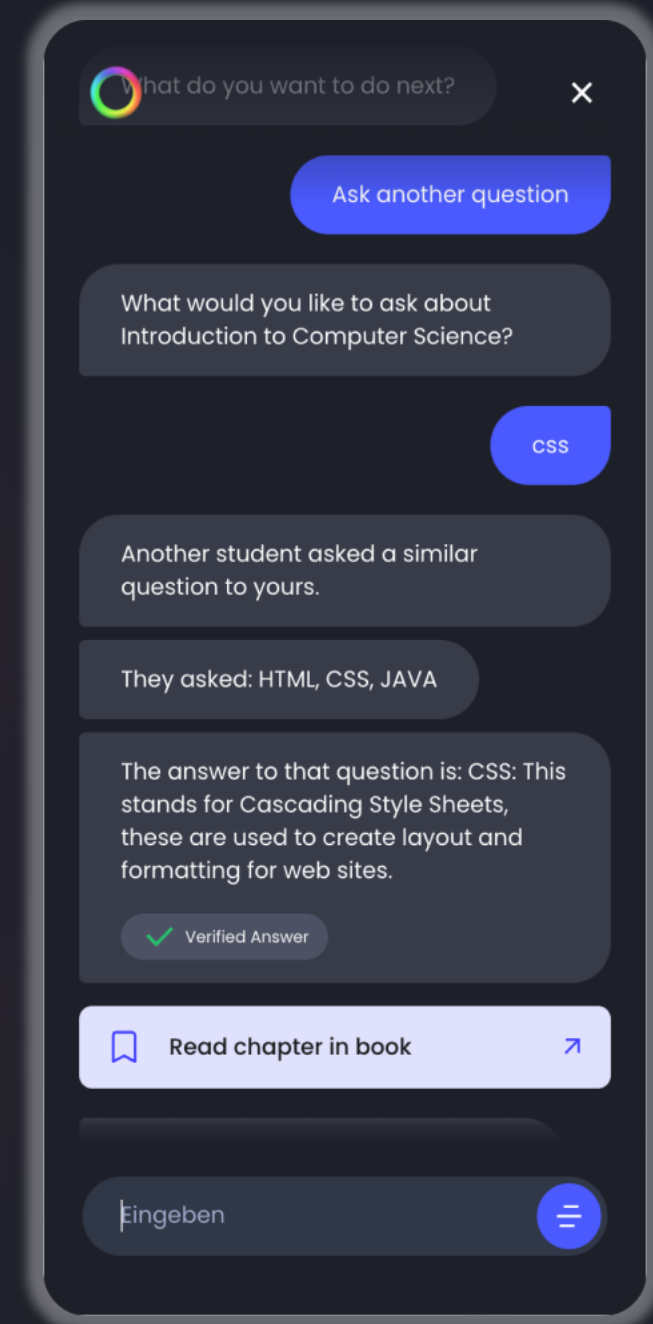 What do you want to do next?
Ask another question
What would you like to ask about
Introduction to Computer Science?
css
Another student asked a similar
question to yours.
They asked: HTML, CSS, JAVA
The answer to that question is: CSS: This
stands for Cascading Style Sheets,
these are used to create layout and
formatting for web sites.
Verified Answer
Read chapter in book
Eingeben